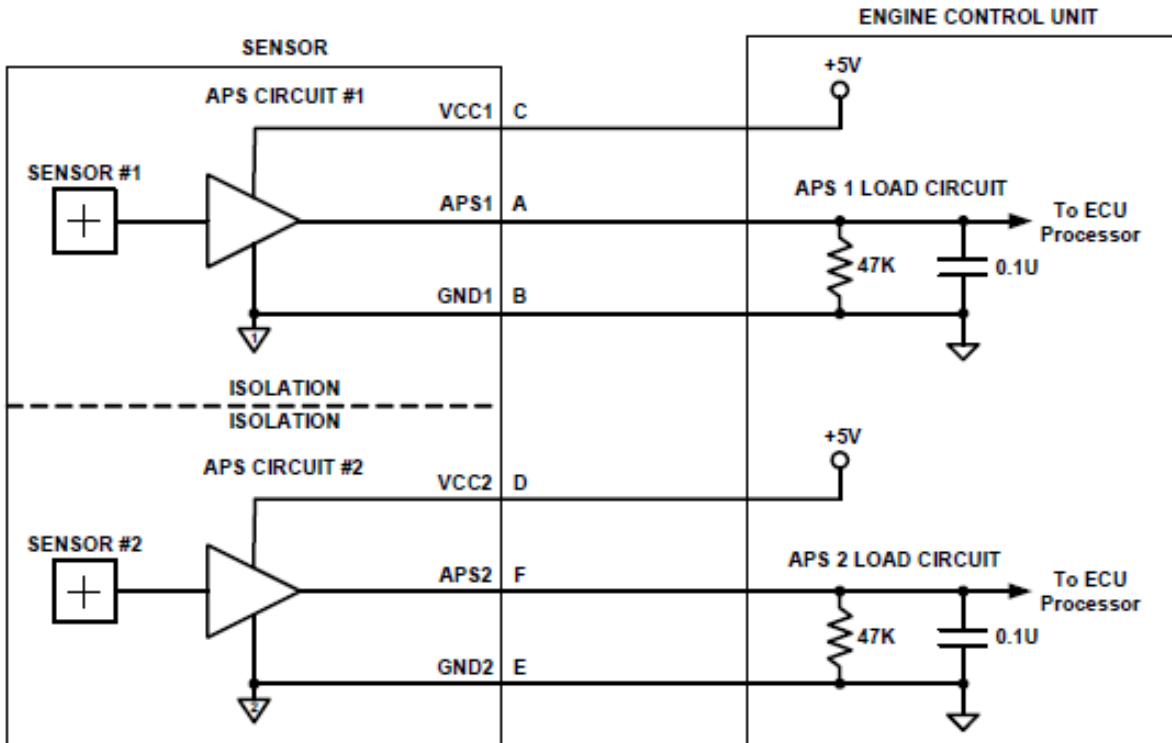 ENGINE CONTROL UNIT
SENSOR
+5V
APS CIRCUIT #1
VCC1 C
SENSOR #1
APS1 A
APS 1 LOAD CIRCUIT
To ECU
Processor
47K
0.1U
GND1 B
1
ISOLATION
ISOLATION
+5V
APS CIRCUIT #2
VCC2 D
SENSOR #2
APS2 F
APS 2 LOAD CIRCUIT
To ECU
Processor
47K
0.1U
GND2 E
2